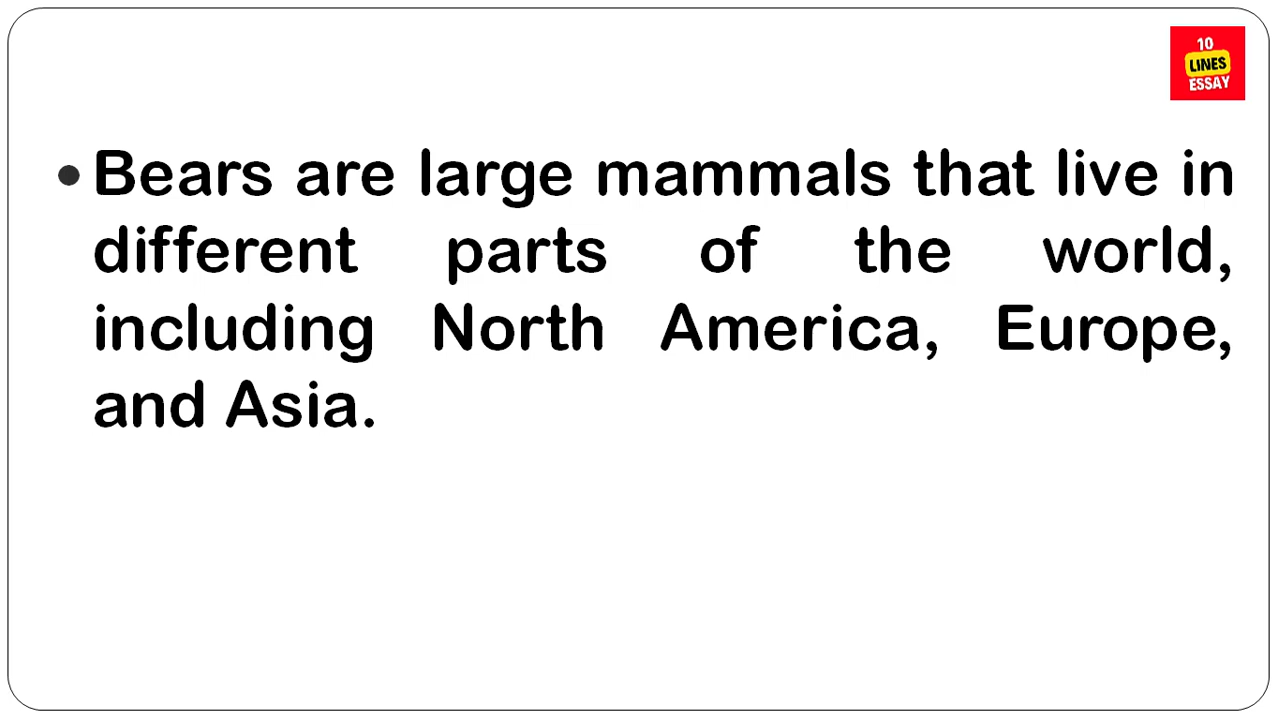 10
LINES
ESSAY
• Bears are large mammals that live in
different parts of the world,
including North America, Europe,
and Asia.